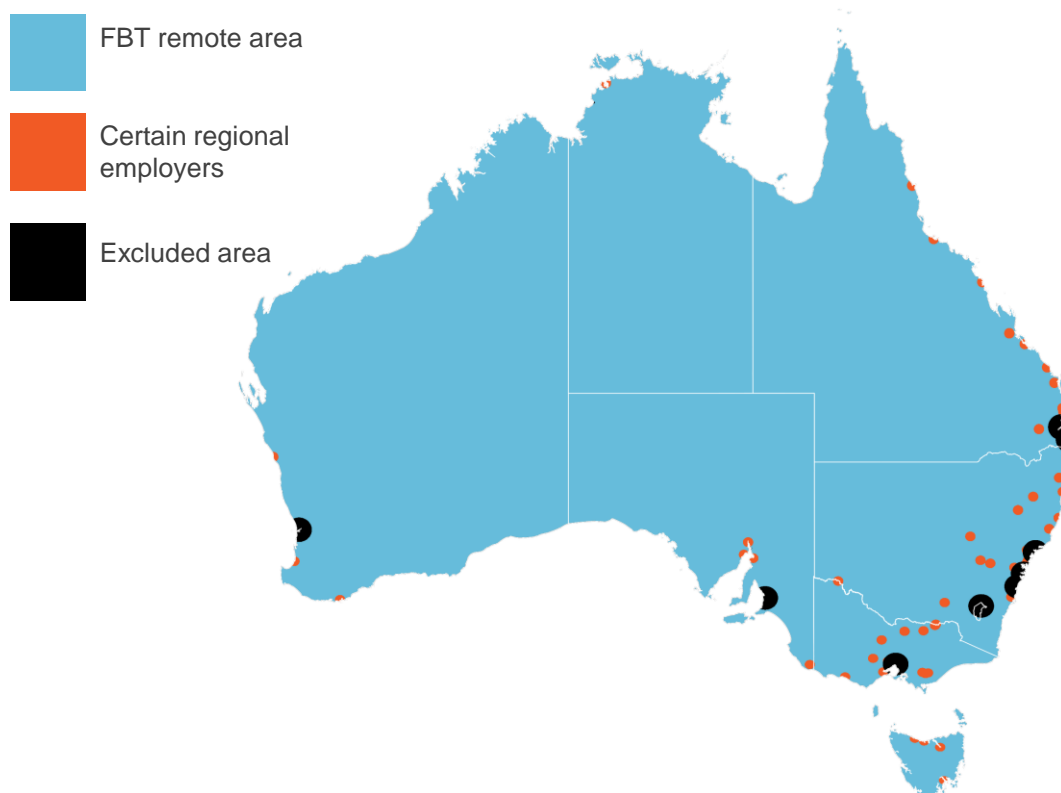 FBT remote area
Certain regional
employers
Excluded area